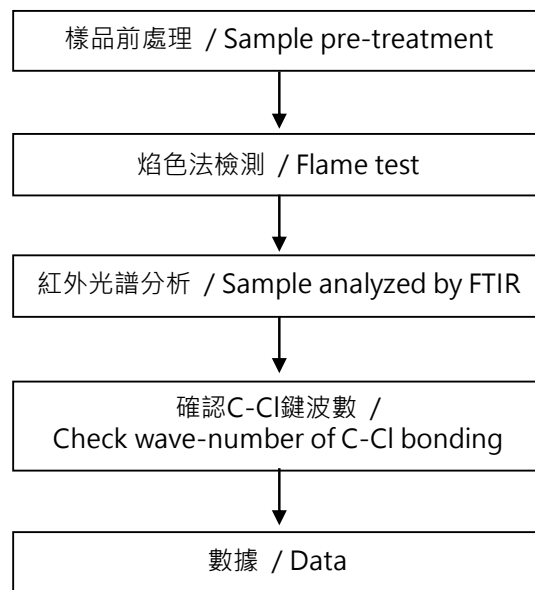 樣品前處理 / Sample pre-treatment
焰色法檢測 / Flame test
紅外光譜分析 / Sample analyzed by FTIR
確認C-Cl鍵波數 /
Check wave-number of C-Cl bonding
數據 / Data